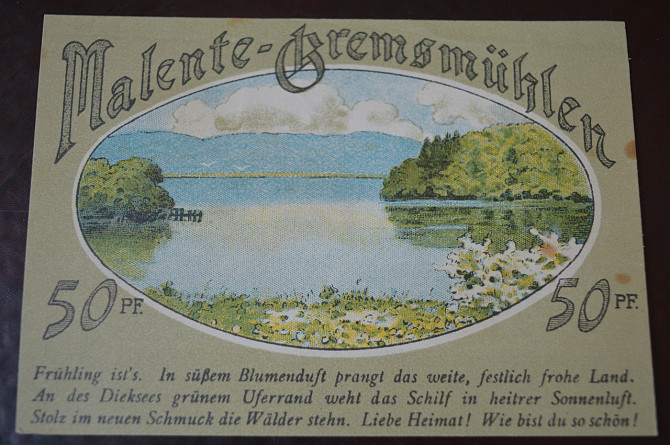 Malente-Gremsmühlen
50 PF.
50 PF.
Frühling ist's. In süßem Blumenduft prangt das weite, festlich frohe Land.
An des Dieksees grünem Uferrand weht das Schilf in heitrer Sonnenluft.
Stolz im neuen Schmuck die Wälder stehn. Liebe Heimat! Wie bist du so schön!